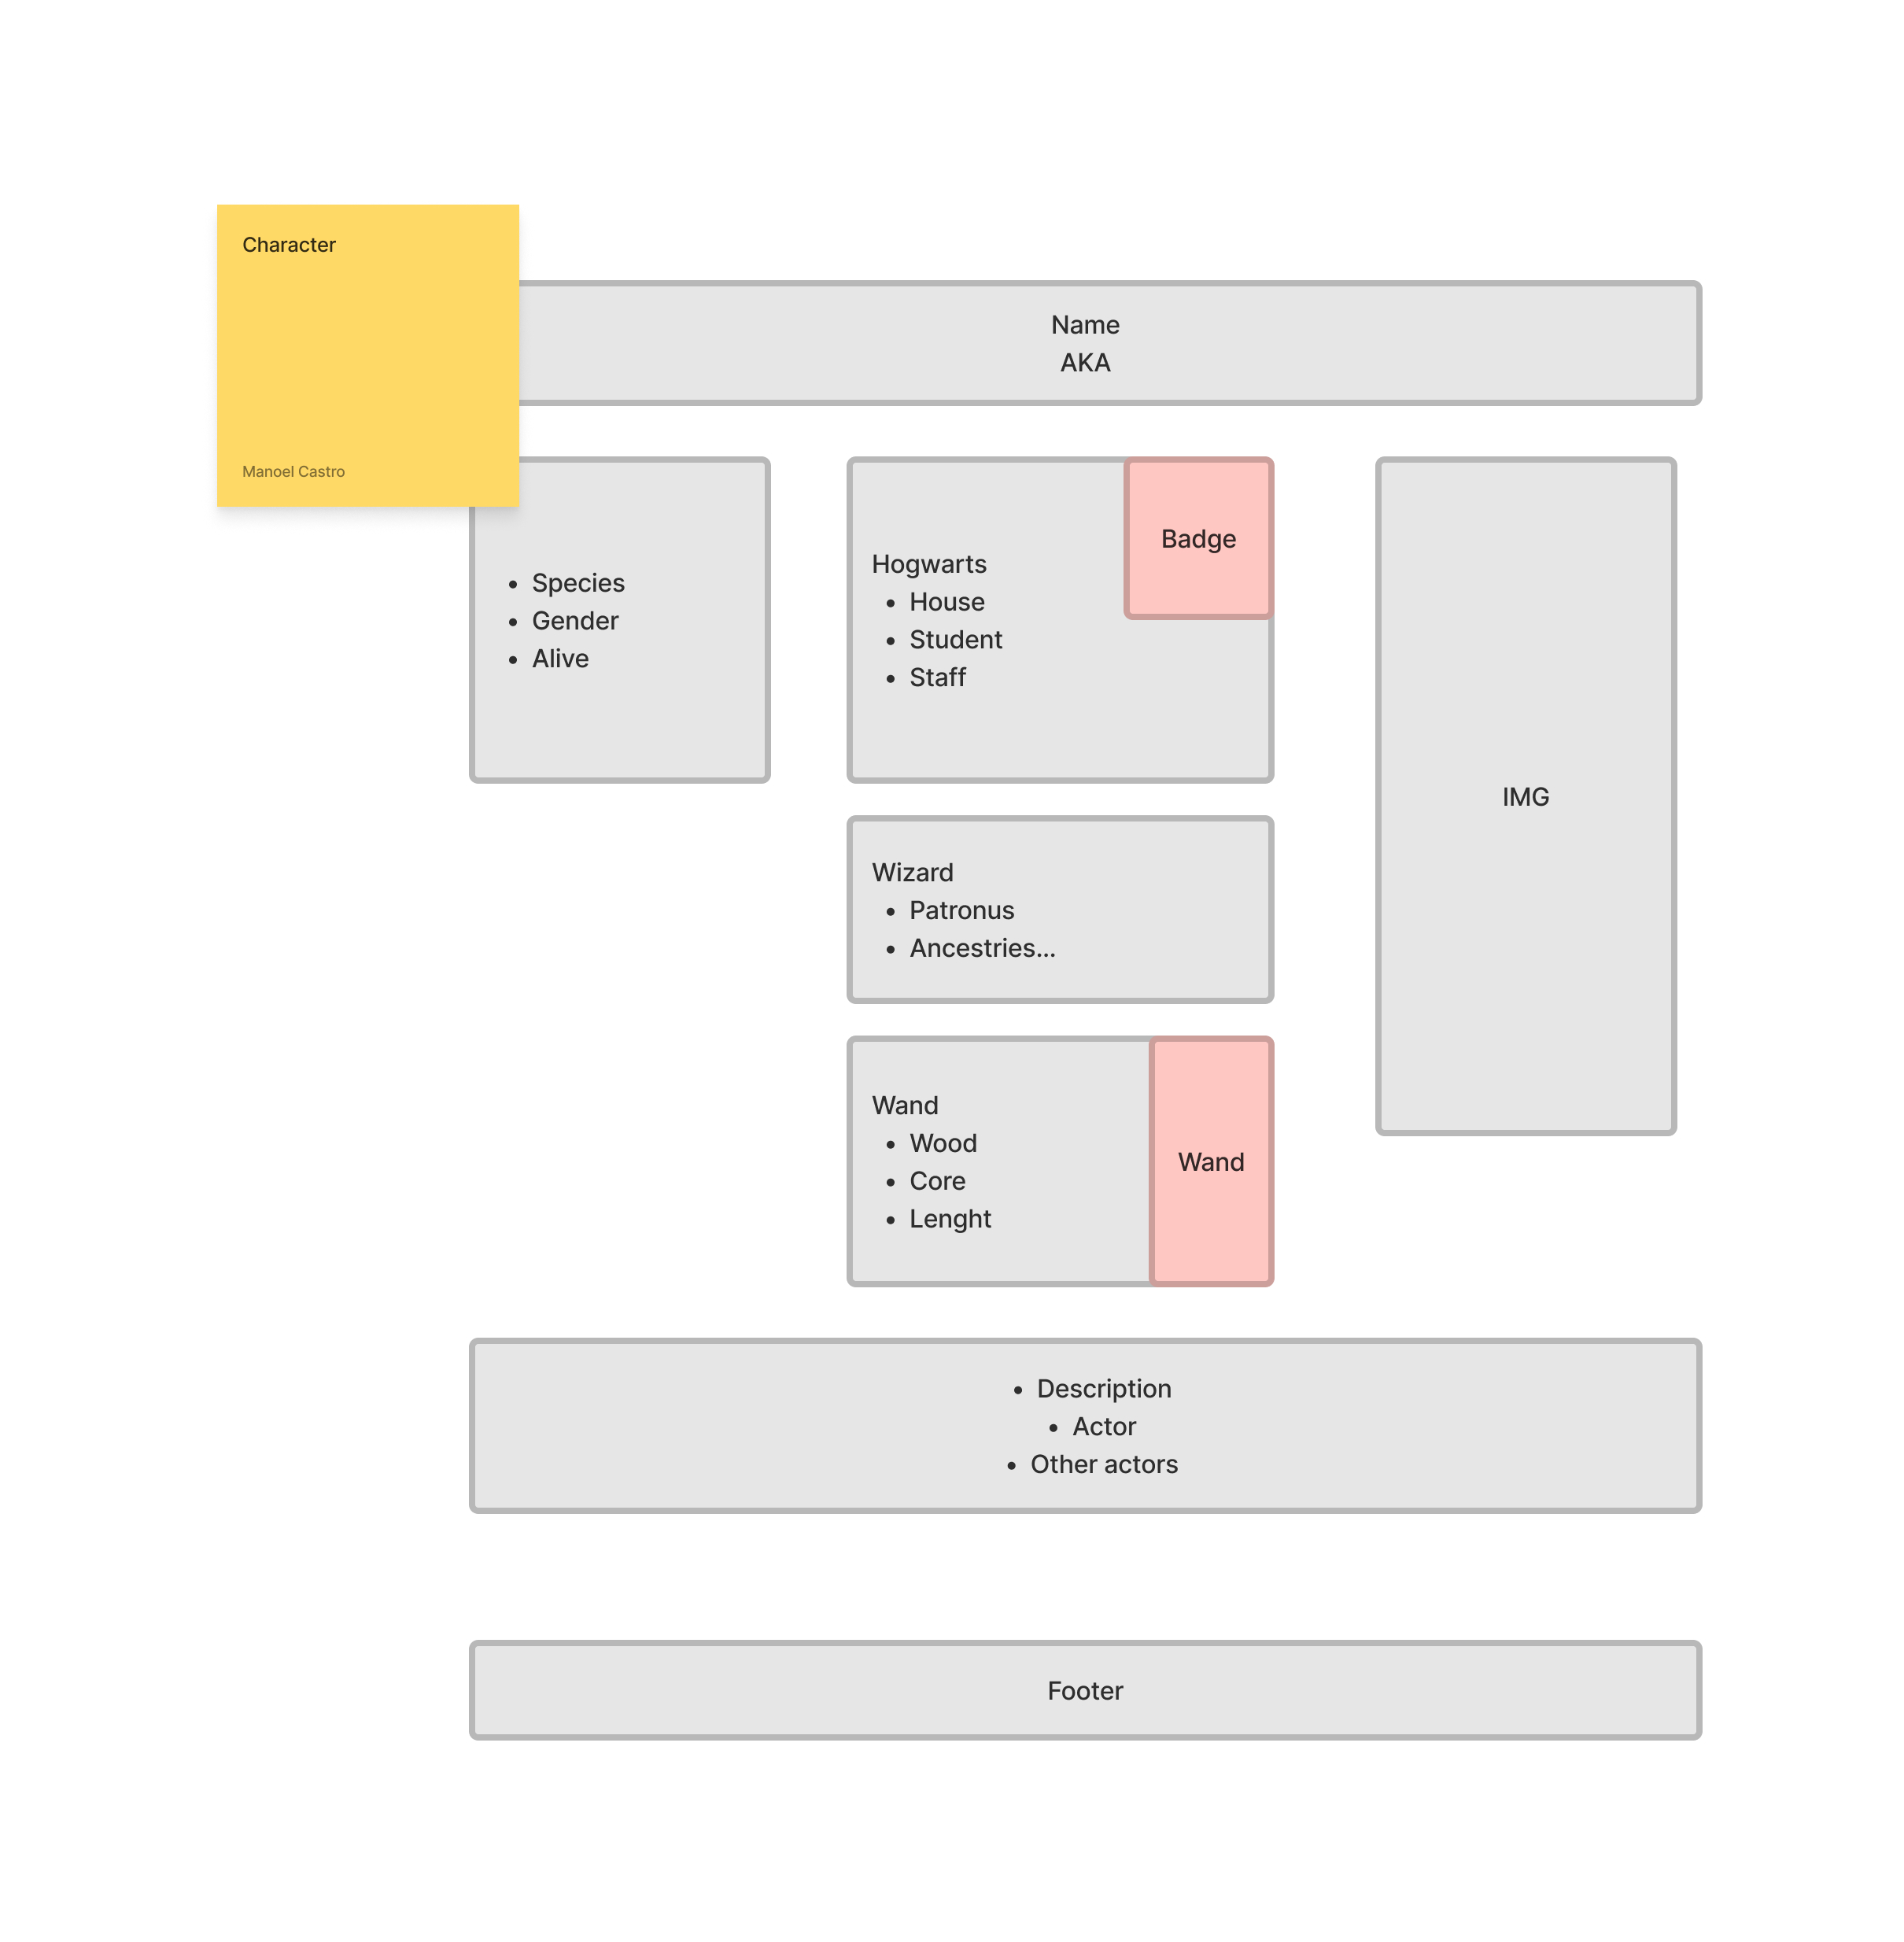 Character
Manoel Castro
Name
AKA
• Species
• Gender
• Alive
Hogwarts
• House
• Student
• Staff
Badge
IMG
Wizard
• Patronus
• Ancestries...
Wand
• Wood
• Core
• Lenght
Wand
• Description
• Actor
• Other actors
Footer